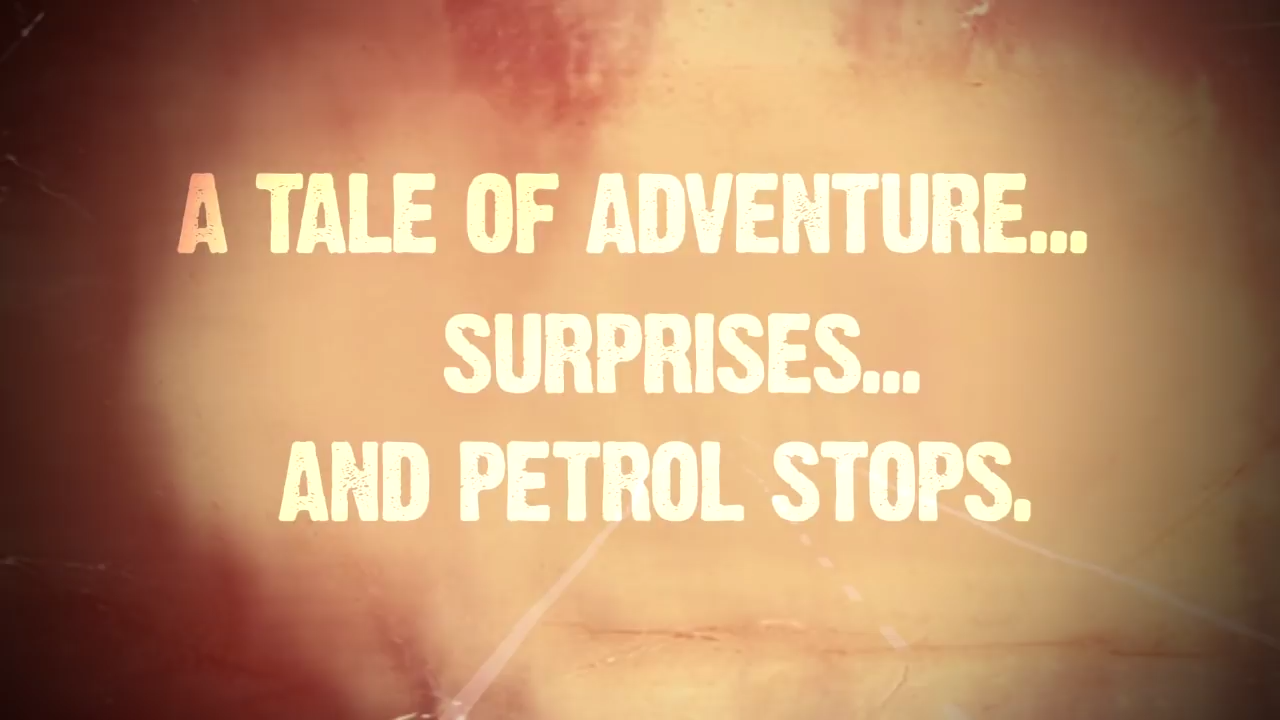 A TALE OF ADVENTURE...
SURPRISES...
AND PETROL STOPS.